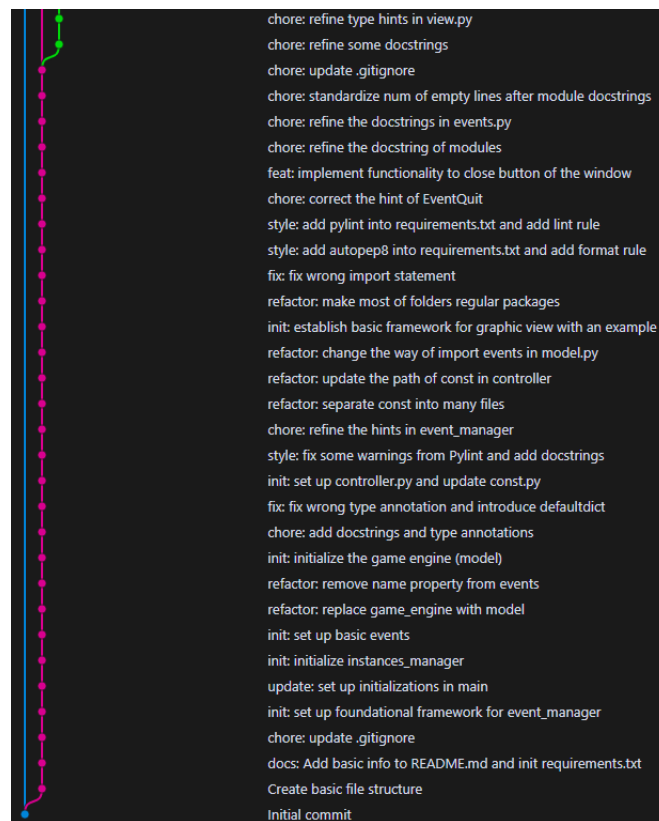 chore: refine type hints in view.py
chore: refine some docstrings
chore: update .gitignore
chore: standardize num of empty lines after module docstrings
chore: refine the docstrings in events.py
chore: refine the docstring of modules
feat: implement functionality to close button of the window
chore: correct the hint of EventQuit
style: add pylint into requirements.txt and add lint rule
style: add autopep8 into requirements.txt and add format rule
fix: fix wrong import statement
refactor: make most of folders regular packages
init: establish basic framework for graphic view with an example
refactor: change the way of import events in model.py
refactor: update the path of const in controller
refactor: separate const into many files
chore: refine the hints in event_manager
style: fix some warnings from Pylint and add docstrings
init: set up controller.py and update const.py
fix: fix wrong type annotation and introduce defaultdict
chore: add docstrings and type annotations
init: initialize the game engine (model)
refactor: remove name property from events
refactor: replace game_engine with model
init: set up basic events
init: initialize instances_manager
update: set up initializations in main
init: set up foundational framework for event_manager
chore: update .gitignore
docs: Add basic info to README.md and init requirements.txt
Create basic file structure
Initial commit